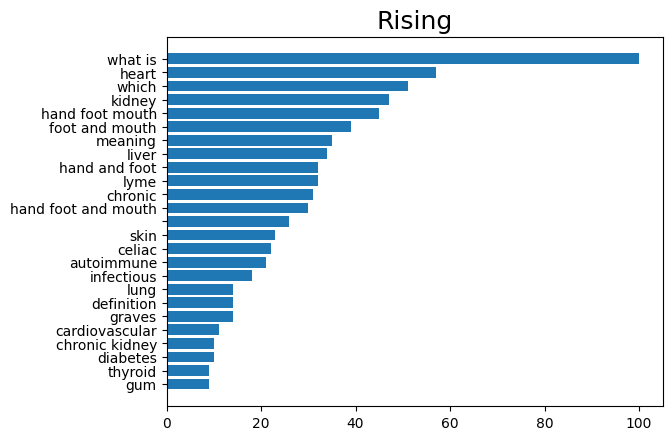 Rising
what is
heart
which
kidney
hand foot mouth
foot and mouth
meaning
liver
hand and foot
lyme
chronic
hand foot and mouth
skin
celiac
autoimmune
infectious
lung
definition
graves
cardiovascular
chronic kidney
diabetes
thyroid
gum
0 20 40 60 80 100